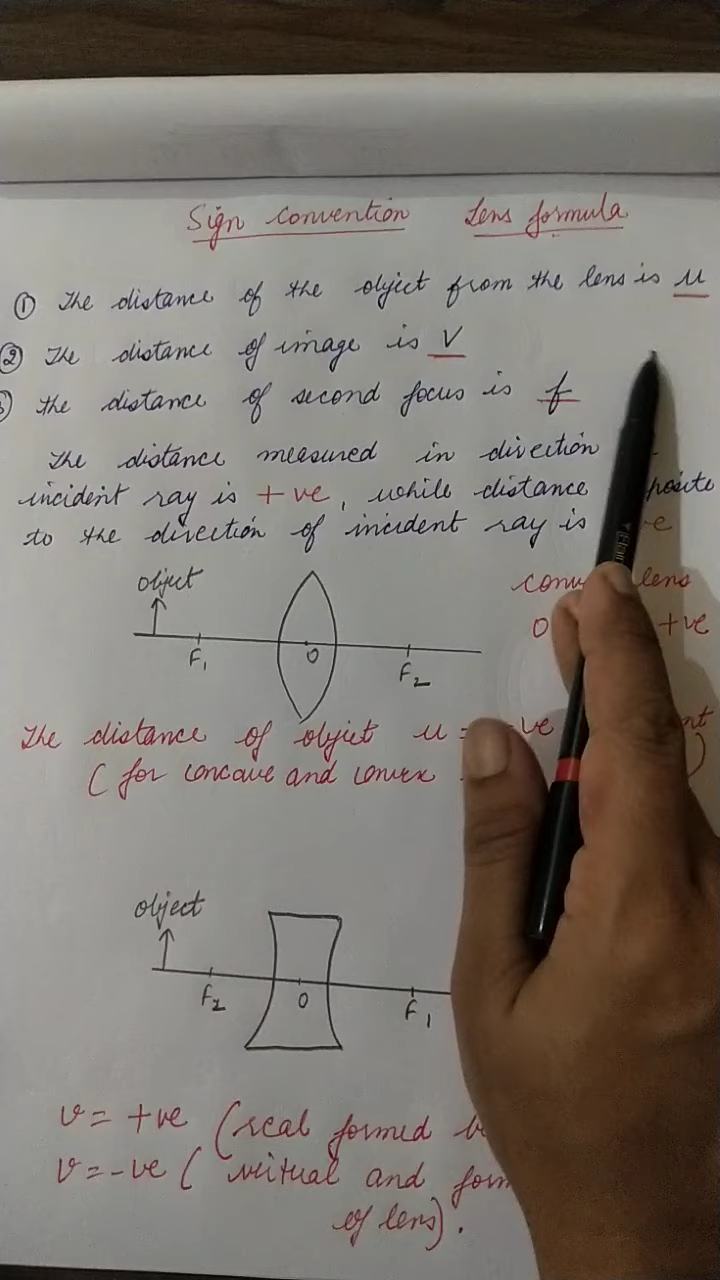 Sign convention Lens formula
① The distance of the object from the lens is u
② The distance of image is V
the distance of second focus is f
The distance measured in direction
incident ray is +ve, while distance
to the direction of incident ray is
object
lens
F₁ O F₂
+ve
The distance of object u =
( for concave and convex
object
F₂ O F₁
v = +ve (real formed
v = -ve ( virtual and
of lens).